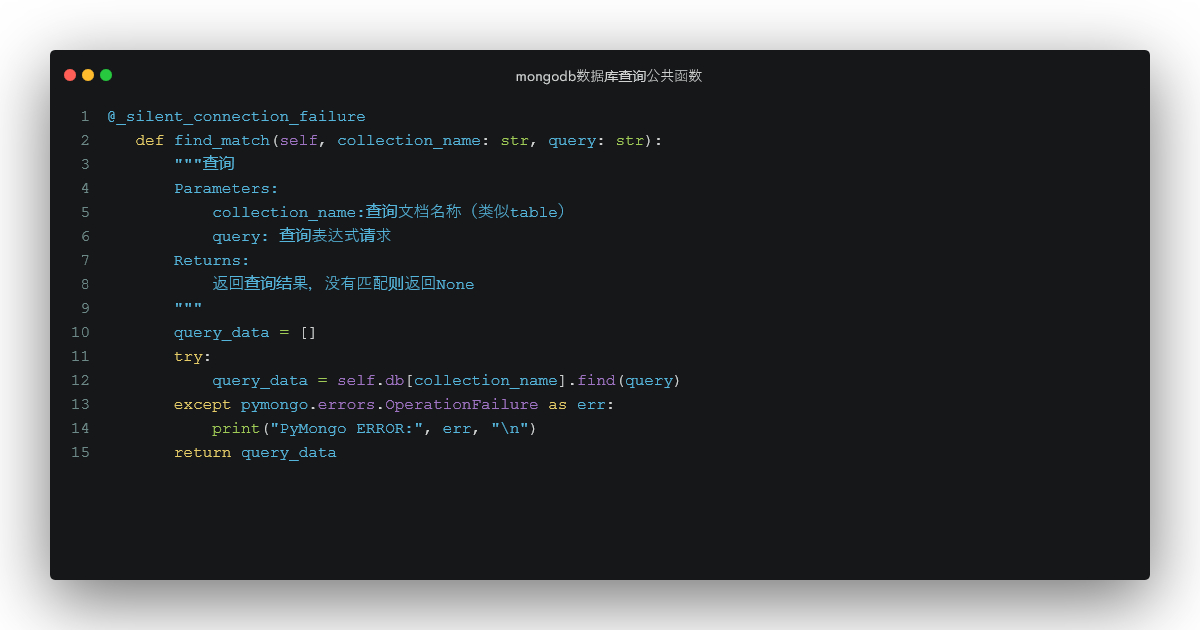 mongodb数据库查询公共函数
1 @_silent_connection_failure
2    def find_match(self, collection_name: str, query: str):
3        """查询
4        Parameters:
5            collection_name:查询文档名称（类似table）
6            query: 查询表达式请求
7        Returns:
8            返回查询结果，没有匹配则返回None
9        """
10        query_data = []
11        try:
12            query_data = self.db[collection_name].find(query)
13        except pymongo.errors.OperationFailure as err:
14            print("PyMongo ERROR:", err, "\n")
15        return query_data